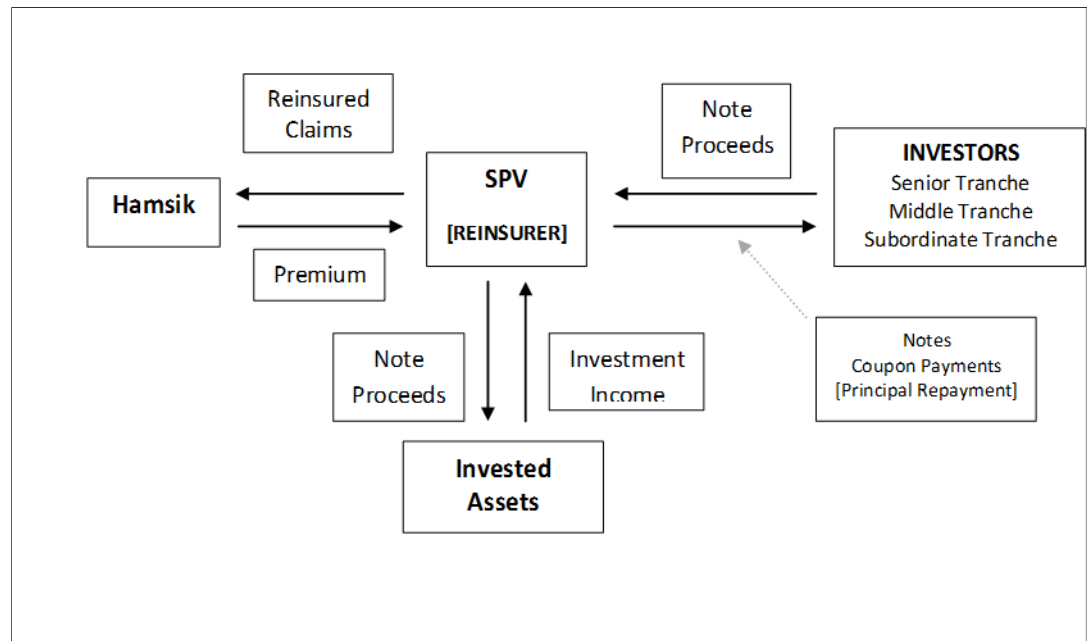 Reinsured
Claims
Note
Proceeds
INVESTORS
Senior Tranche
Middle Tranche
Subordinate Tranche
SPV
[REINSURER]
Hamsik
Premium
Note
Proceeds
Investment
Income
Notes
Coupon Payments
[Principal Repayment]
Invested
Assets